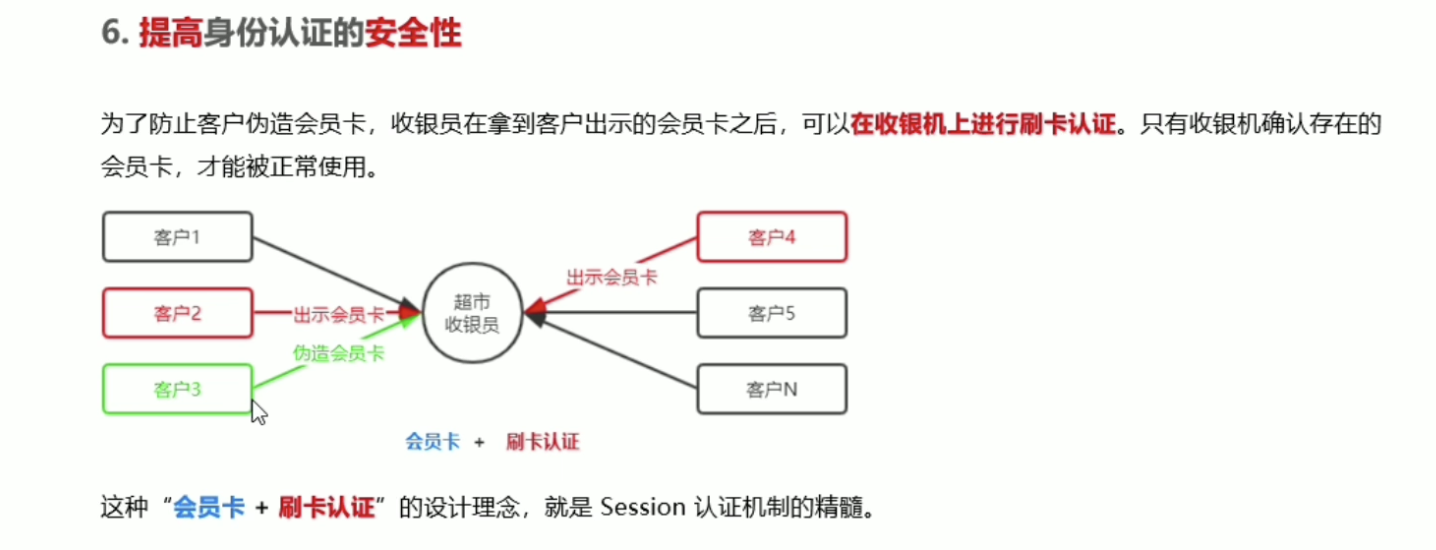 6. 提高身份认证的安全性
为了防止客户伪造会员卡，收银员在拿到客户出示的会员卡之后，可以在收银机上进行刷卡认证。只有收银机确认存在的
会员卡，才能被正常使用。
客户1
客户4
出示会员卡
客户2
出示会员卡
超市
收银员
客户5
伪造会员卡
客户3
客户N
会员卡 + 刷卡认证
这种“会员卡 + 刷卡认证”的设计理念，就是 Session 认证机制的精髓。